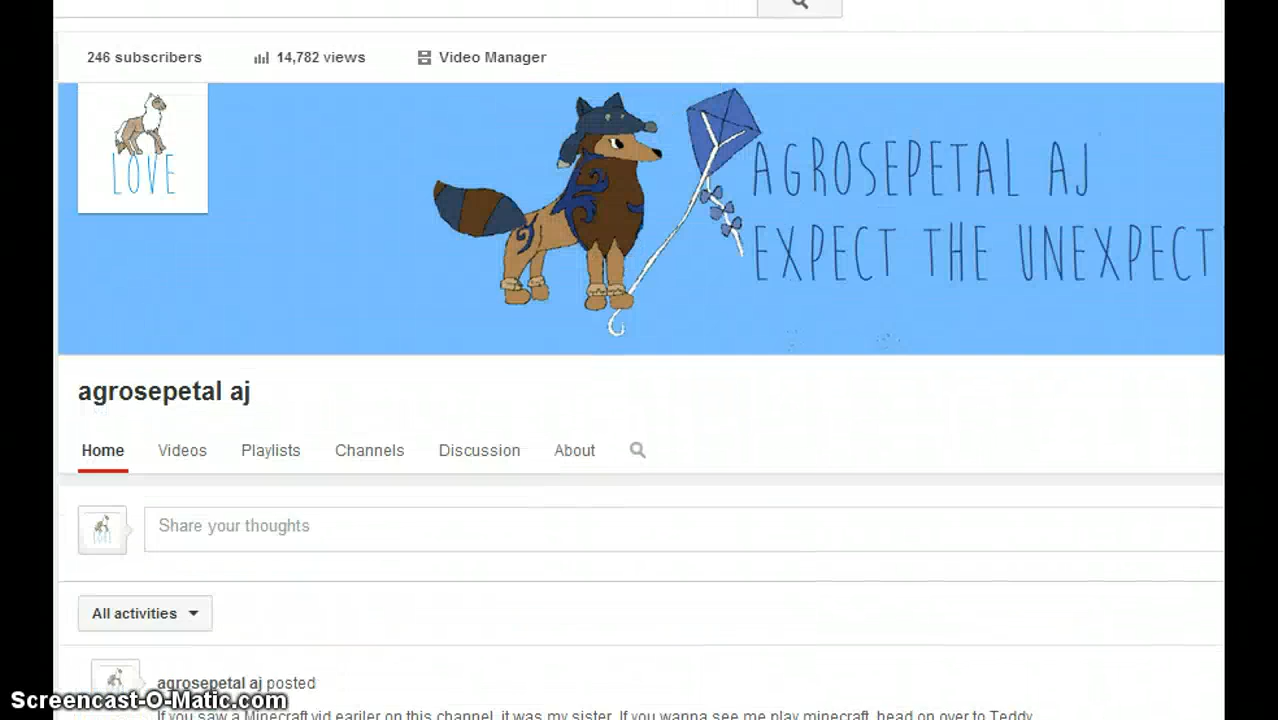 246 subscribers 14,782 views Video Manager
LOVE
AGROSEPETAL AJ
EXPECT THE UNEXPECT
agrosepetal aj
Home Videos Playlists Channels Discussion About
Share your thoughts
All activities
agrosepetal aj posted
If you saw a Minecraft vid eariler on this channel, it was my sister. If you wanna see me play minecraft, head on over to Teddy
Screencast-O-Matic.com